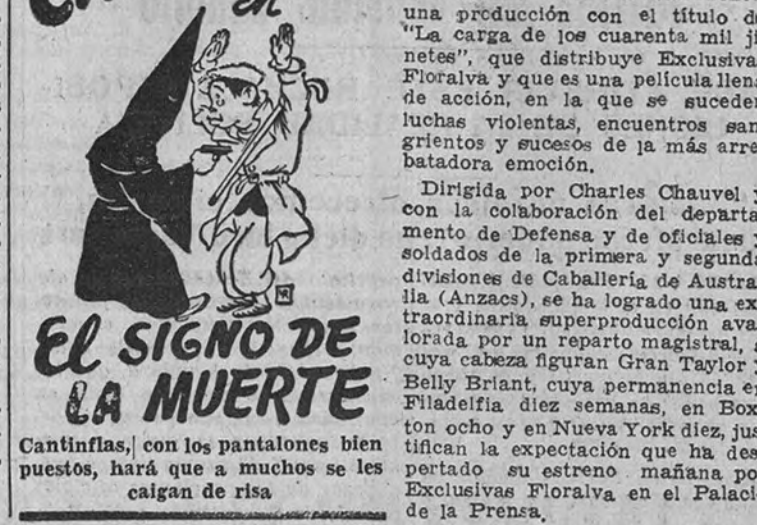 en
EL SIGNO DE
LA MUERTE
Cantinflas, con los pantalones bien
puestos, hará que a muchos se les
caigan de risa
una producción con el título de
"La carga de los cuarenta mil ji
netes", que distribuye Exclusiva
Floralva y que es una película llena
de acción, en la que se suceden
luchas violentas, encuentros san
grientos y sucesos de la más arre
batadora emoción.
Dirigida por Charles Chauvel y
con la colaboración del departa
mento de Defensa y de oficiales y
soldados de la primera y segunda
divisiones de Caballería de Austra
lia (Anzacs), se ha logrado una ex
traordinaria superproducción ava
lorada por un reparto magistral, a
cuya cabeza figuran Gran Taylor y
Belly Briant, cuya permanencia en
Filadelfia diez semanas, en Box
ton ocho y en Nueva York diez, jus
tifican la expectación que ha des
pertado su estreno mañana po
Exclusivas Floralva en el Palaci
de la Prensa.